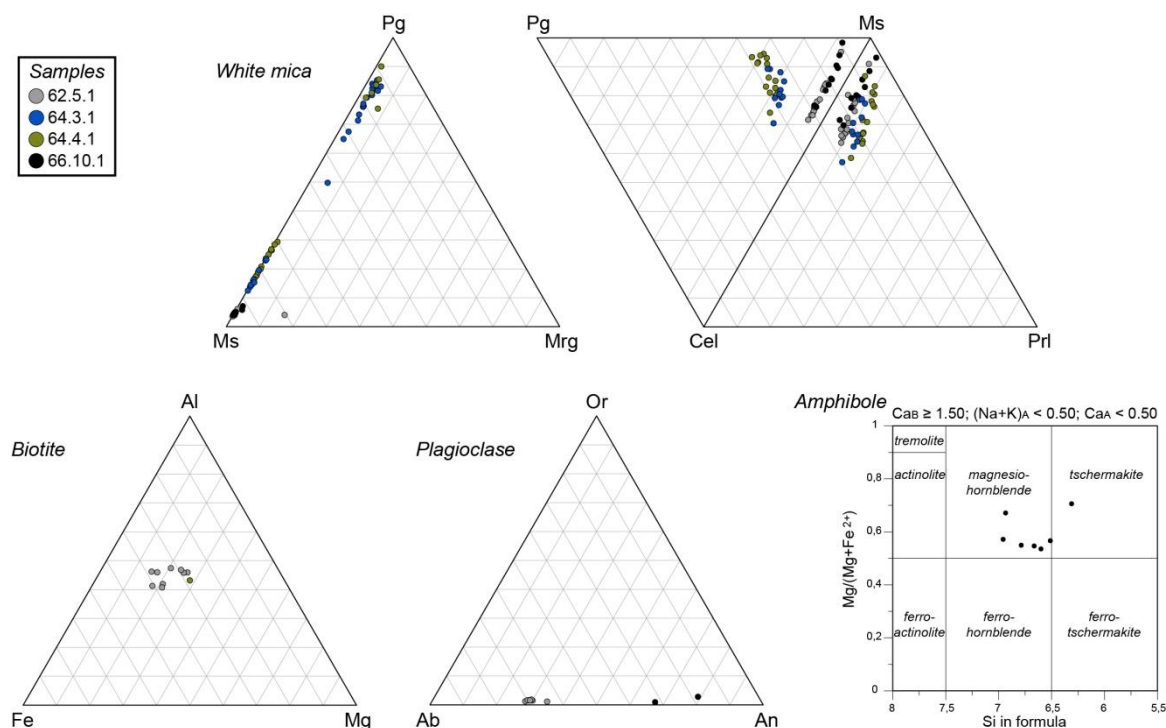 Samples
62.5.1
64.3.1
64.4.1
66.10.1
White mica
Pg
Ms
Mrg
Pg
Ms
Cel
Prl
Biotite
Al
Fe
Mg
Plagioclase
Or
Ab
An
Amphibole
CaB ≥ 1.50; (Na+K)A < 0.50; CaA < 0.50
Mg/(Mg+Fe²⁺)
1
0,8
0,6
0,4
0,2
0
tremolite
actinolite
magnesio-
hornblende
tschermakite
ferro-
actinolite
ferro-
hornblende
ferro-
tschermakite
8
7,5
7
6,5
6
5,5
Si in formula